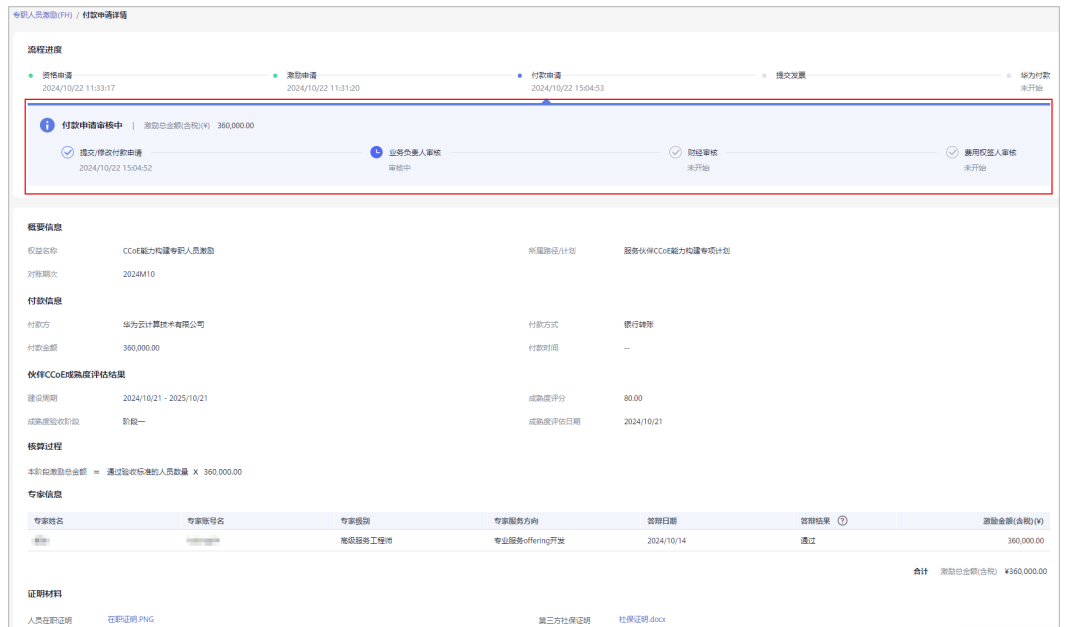 专职人员激励(FH) / 付款申请详情
流程进度
资格申请 激励申请 付款申请 提交发票 华为付款
2024/10/22 11:33:17 2024/10/22 11:31:20 2024/10/22 15:04:53 未开始
付款申请审核中 | 激励总金额(含税)(¥) 360,000.00
提交/修改付款申请 业务负责人审核 财经审核 费用权签人审核
2024/10/22 15:04:52 审核中 未开始 未开始
概要信息
权益名称 CCoE能力构建专职人员激励 所属路径/计划 服务伙伴CCoE能力构建专项计划
对账期次 2024M10
付款信息
付款方 华为云计算技术有限公司 付款方式 银行转账
付款金额 360,000.00 付款时间 --
伙伴CCoE成熟度评估结果
建设周期 2024/10/21 - 2025/10/21 成熟度评分 80.00
成熟度验收阶段 阶段一 成熟度评估日期 2024/10/21
核算过程
本阶段激励总金额 = 通过验收标准的人员数量 X 360,000.00
专家信息
专家姓名 专家账号名 专家级别 专家服务方向 答辩日期 答辩结果 ? 激励金额(含税)(¥)
高级服务工程师 专业服务offering开发 2024/10/14 通过 360,000.00
合计 激励总金额(含税) ¥360,000.00
证明材料
人员在职证明 在职证明.PNG 第三方社保证明 社保证明.docx